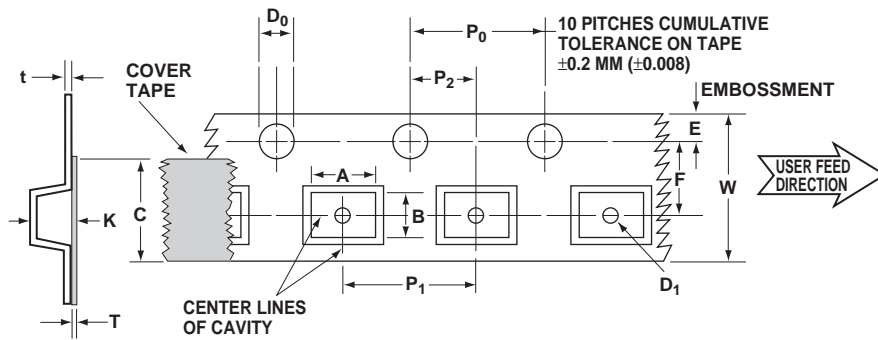 D0
P0
10 PITCHES CUMULATIVE
TOLERANCE ON TAPE
±0.2 MM (±0.008)
t
COVER
TAPE
P2
EMBOSSMENT
E
A
F
W
USER FEED
DIRECTION
C
K
B
P1
D1
CENTER LINES
OF CAVITY
T